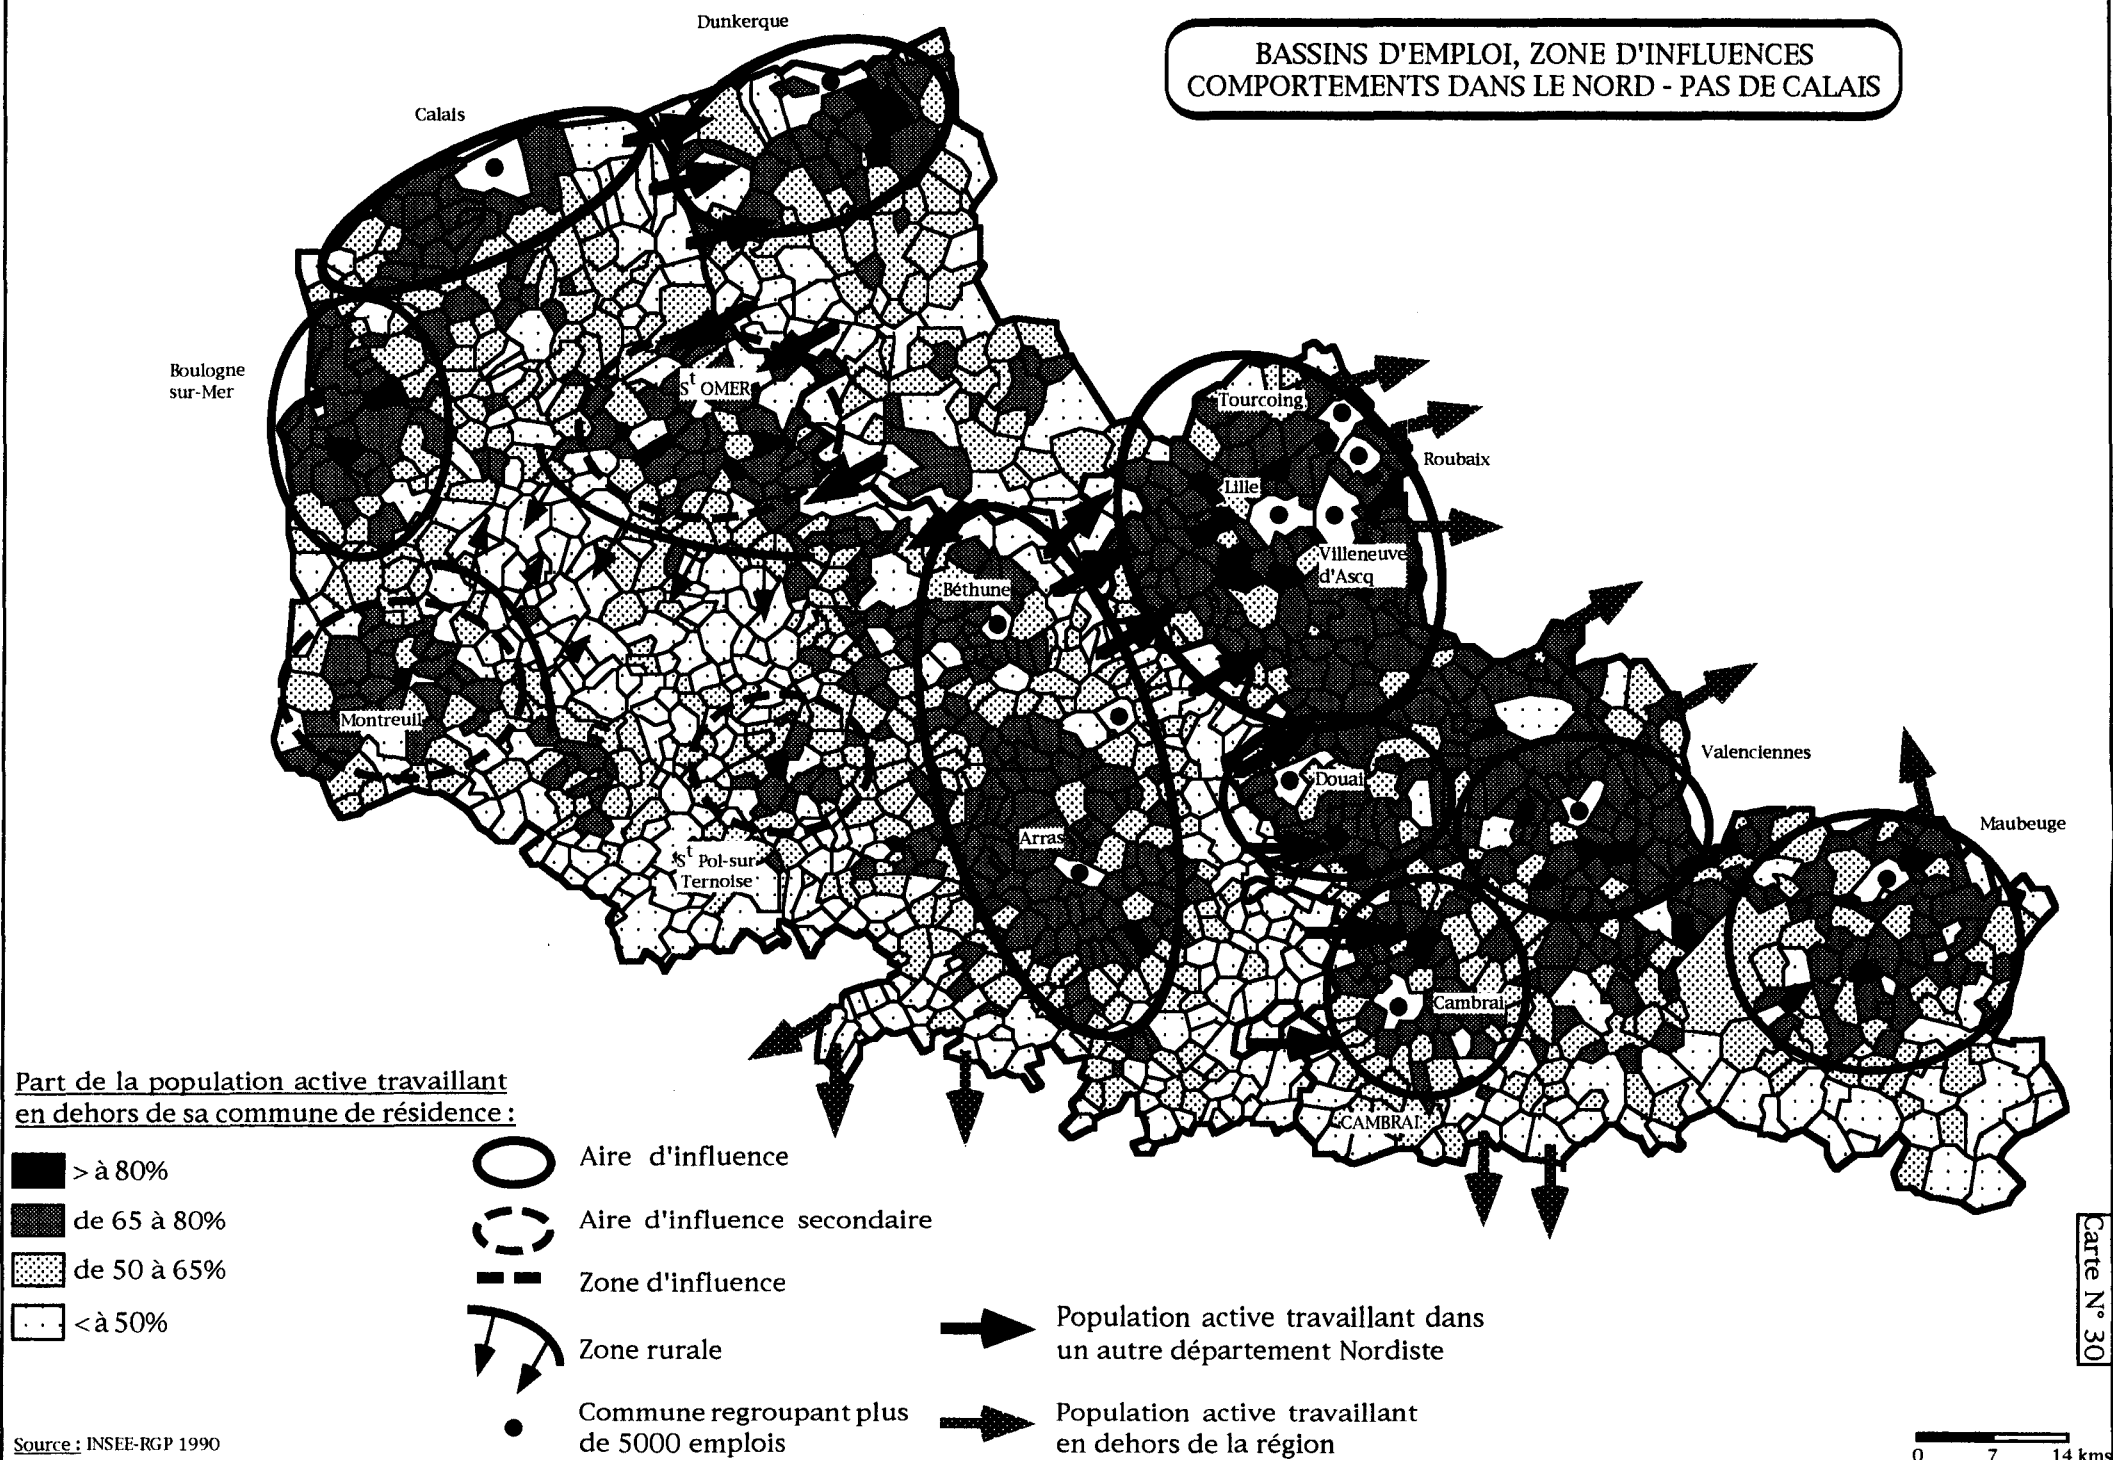 Dunkerque
BASSINS D'EMPLOI, ZONE D'INFLUENCES
COMPORTEMENTS DANS LE NORD - PAS DE CALAIS
Calais
Boulogne
sur-Mer
St OMER
Tourcoing
Roubaix
Lille
Villeneuve
d'Ascq
Béthune
Montreuil
Valenciennes
Douai
Maubeuge
Arras
St Pol-sur
Ternoise
Cambrai
CAMBRAI
Part de la population active travaillant
en dehors de sa commune de résidence :
> à 80%
de 65 à 80%
de 50 à 65%
< à 50%
Aire d'influence
Aire d'influence secondaire
Zone d'influence
Zone rurale
Commune regroupant plus
de 5000 emplois
Population active travaillant dans
un autre département Nordiste
Population active travaillant
en dehors de la région
Source : INSEE-RGP 1990
Carte N° 30
0 7 14 kms